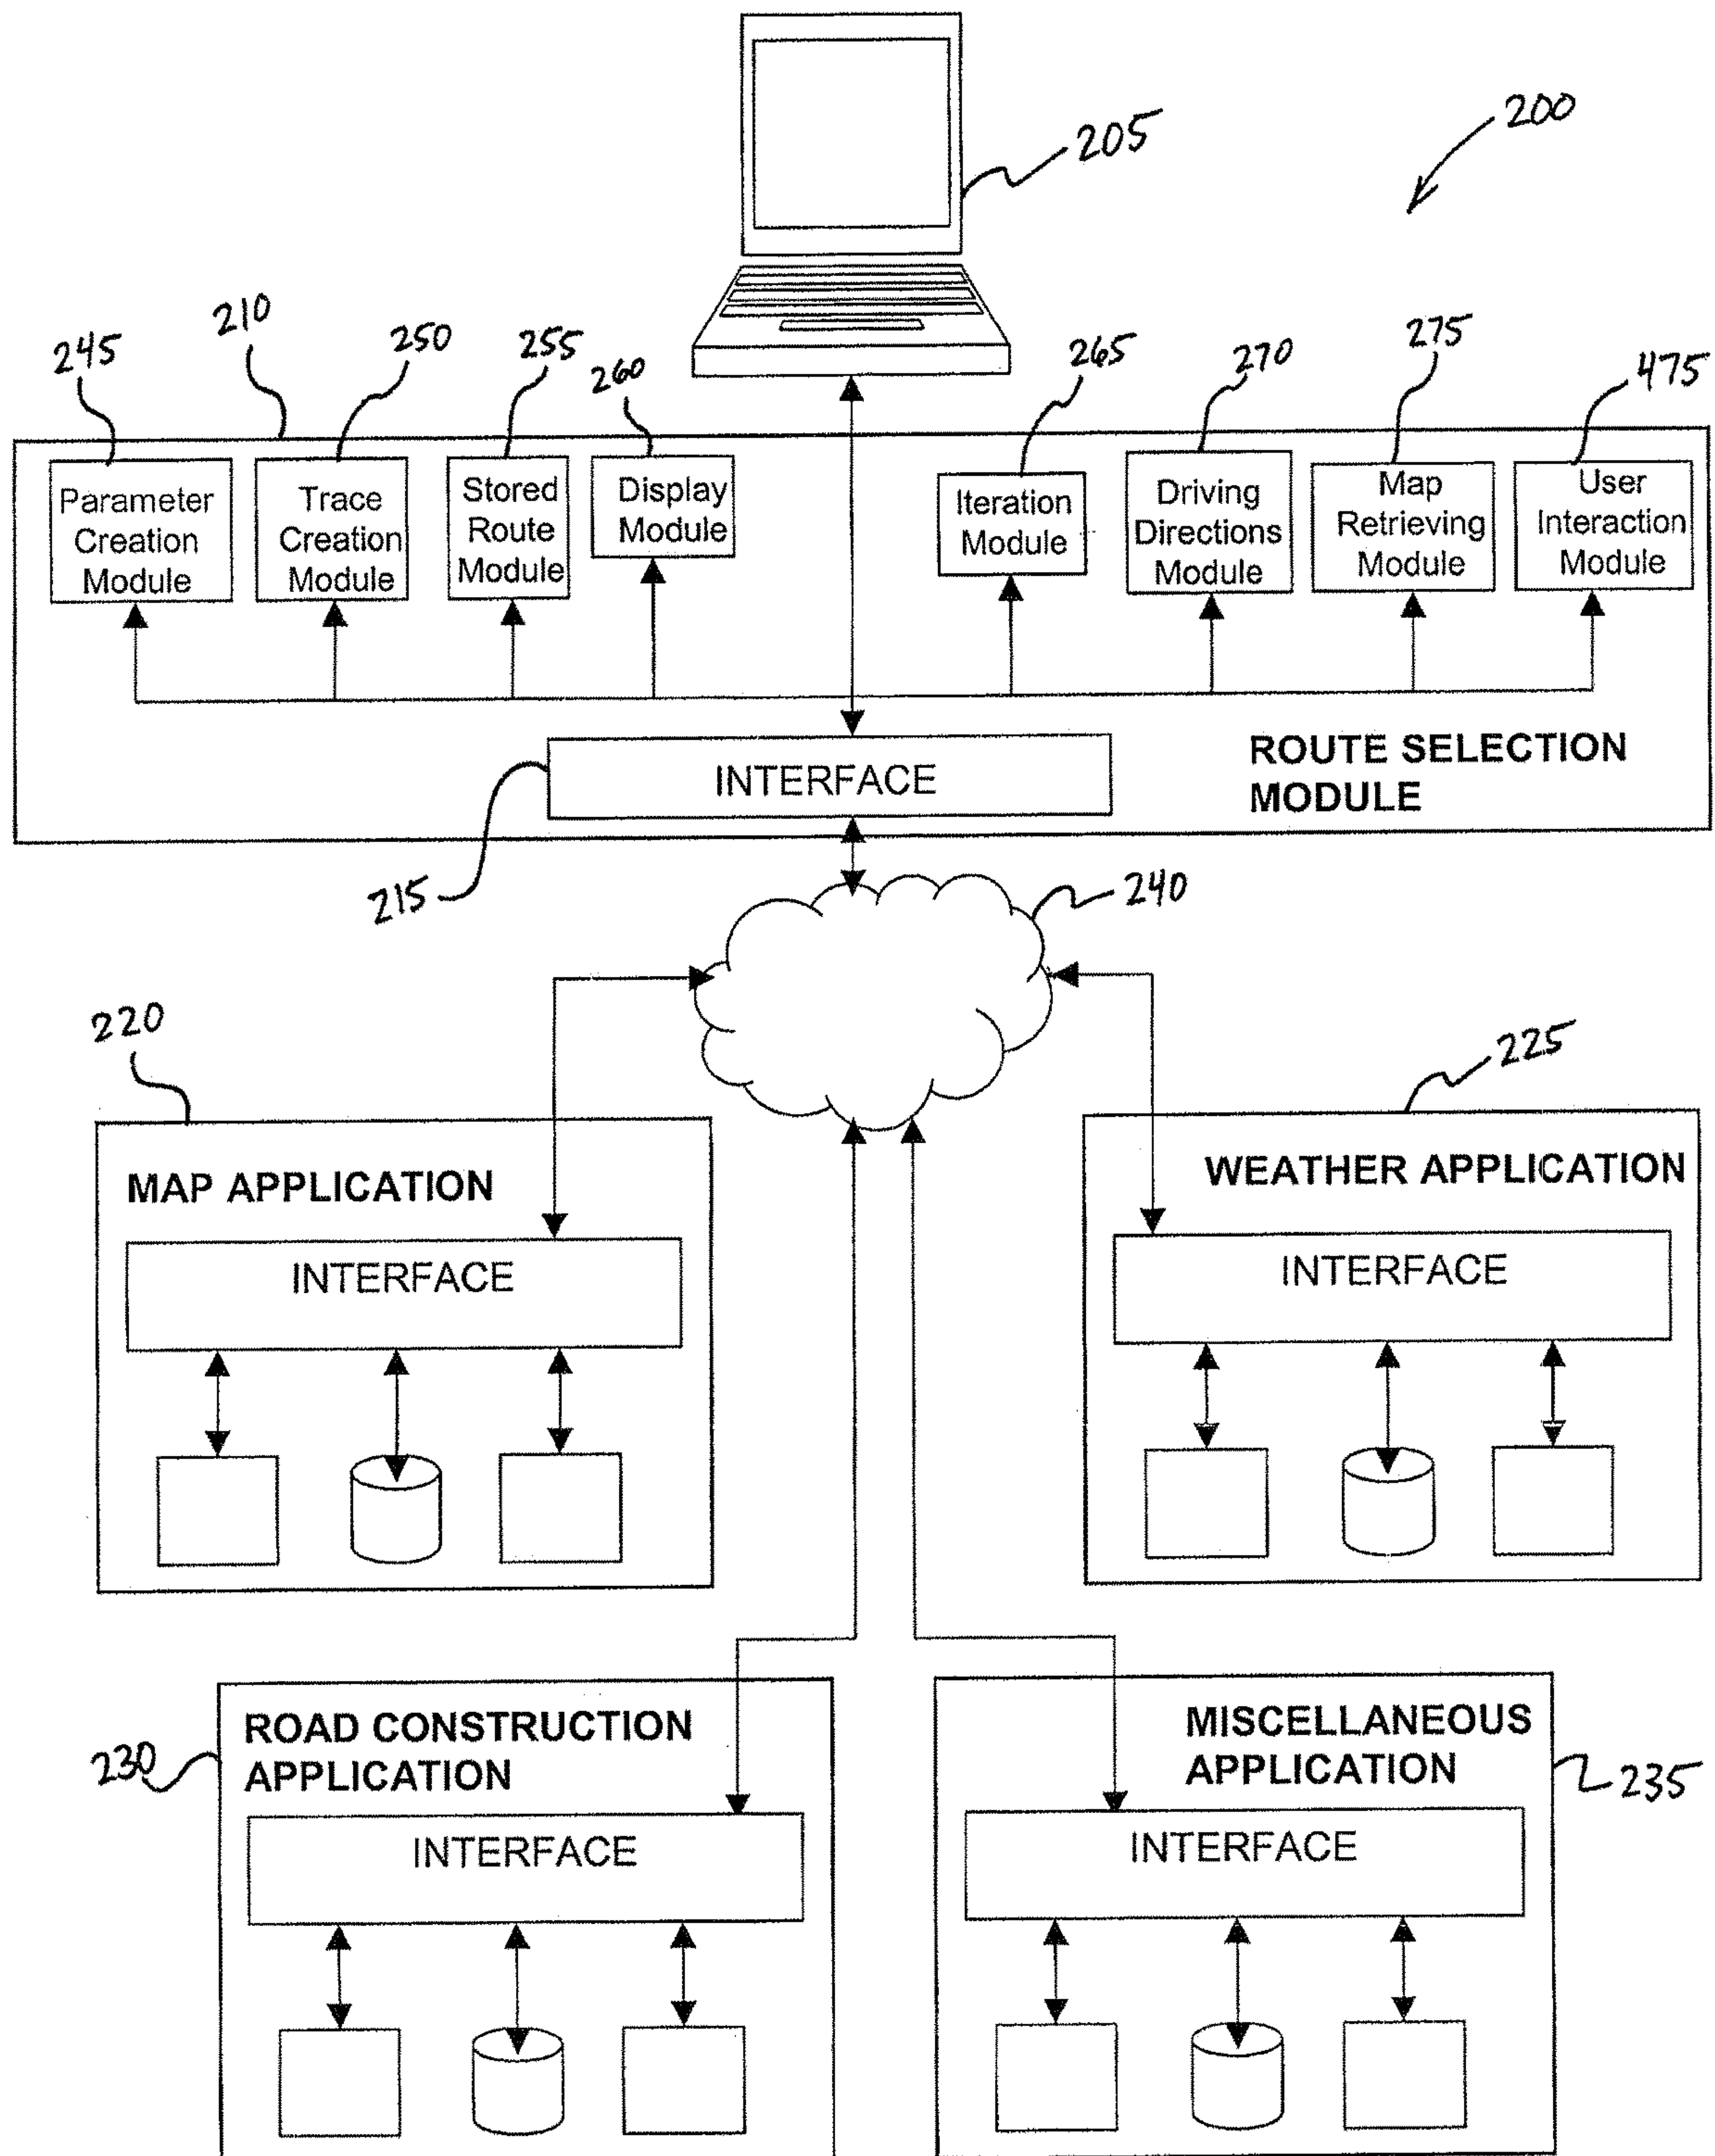 200
205
210
245
250
255
260
265
270
275
475
Parameter
Creation
Module
Trace
Creation
Module
Stored
Route
Module
Display
Module
Iteration
Module
Driving
Directions
Module
Map
Retrieving
Module
User
Interaction
Module
INTERFACE
ROUTE SELECTION
MODULE
215
240
220
225
MAP APPLICATION
INTERFACE
WEATHER APPLICATION
INTERFACE
230
ROAD CONSTRUCTION
APPLICATION
INTERFACE
MISCELLANEOUS
APPLICATION
INTERFACE
235